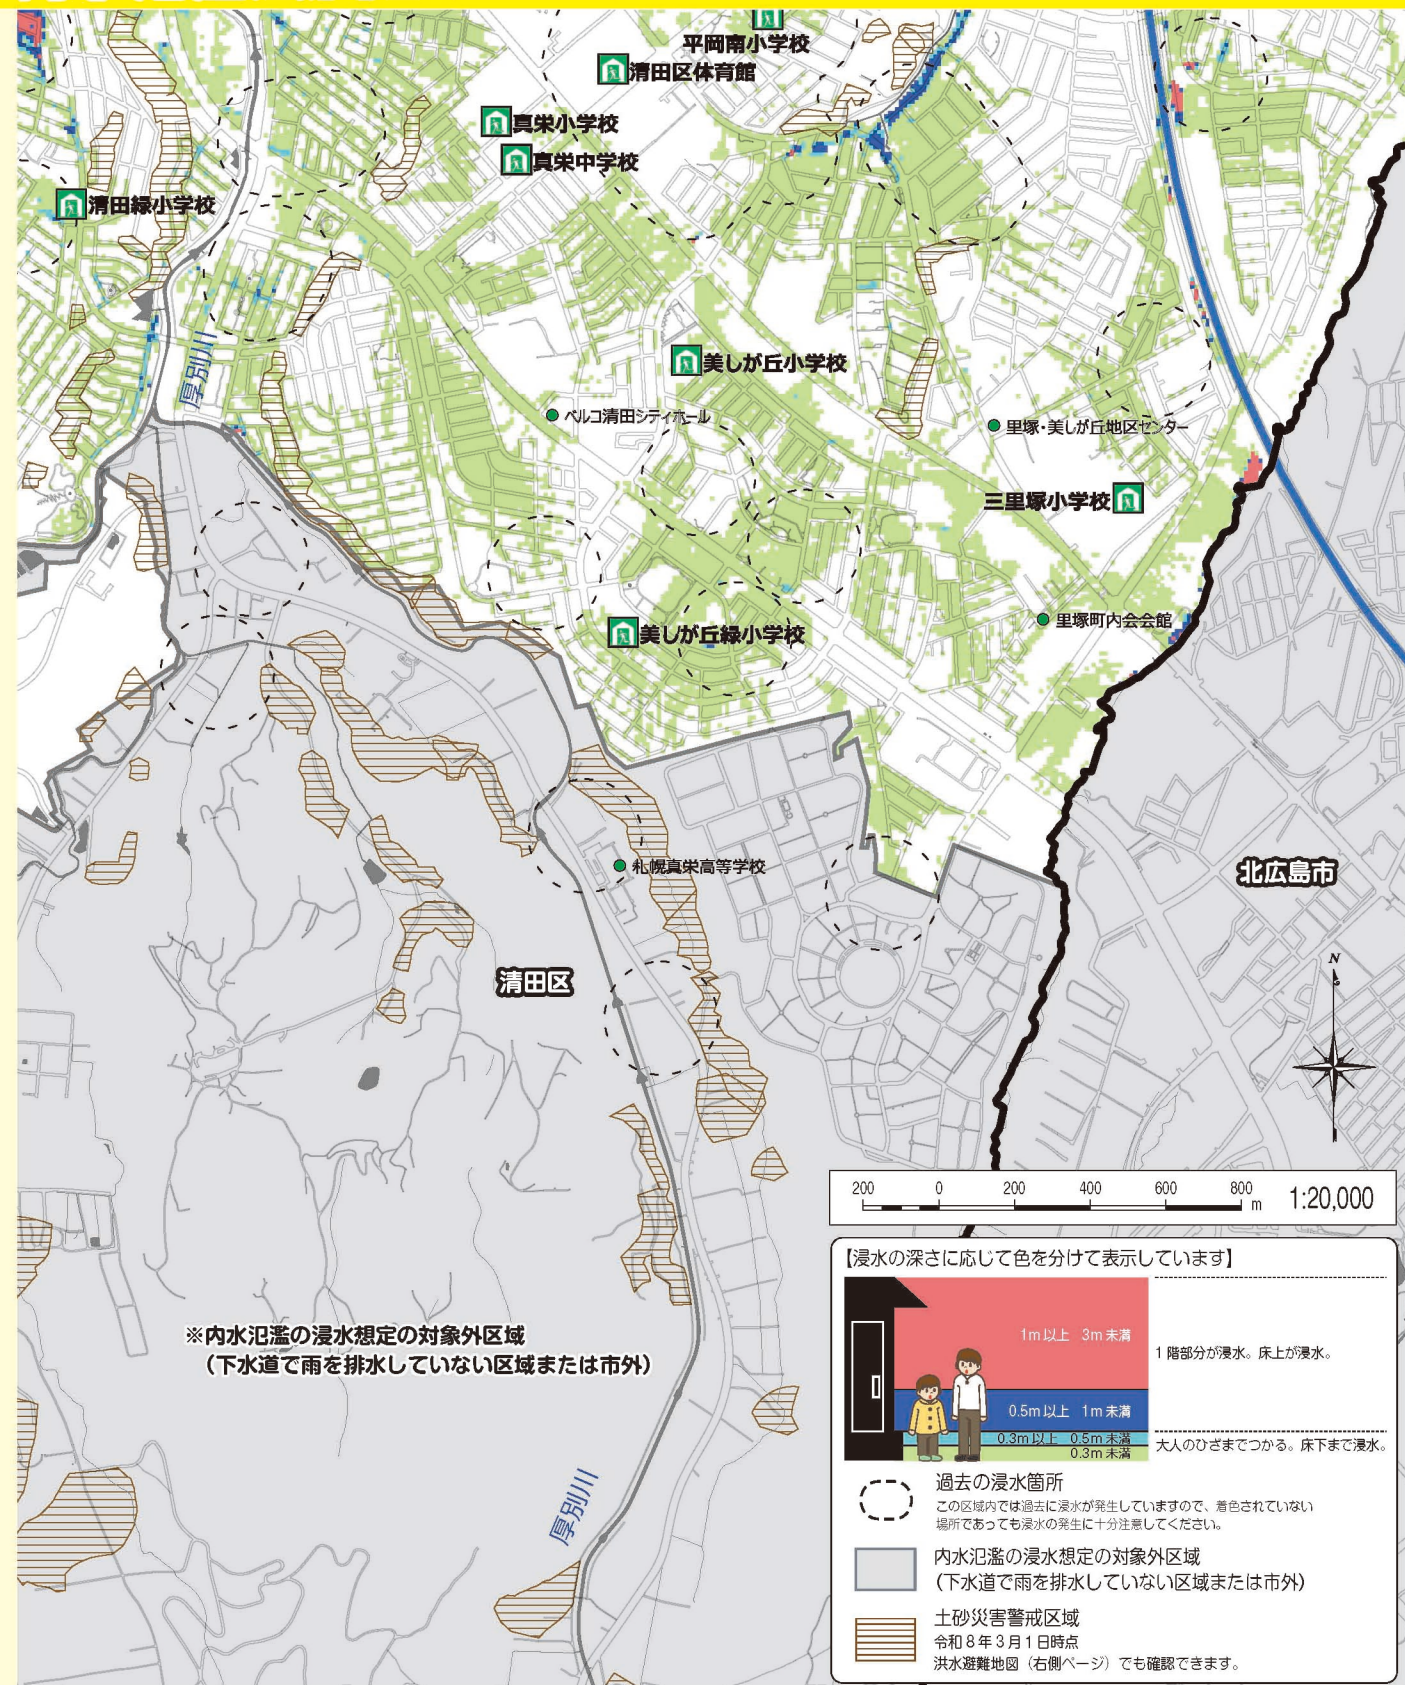 平岡南小学校
清田区体育館
真栄小学校
真栄中学校
清田緑小学校
厚別川
美しが丘小学校
ベルコ清田シティホール
里塚・美しが丘地区センター
三里塚小学校
里塚町内会会館
美しが丘緑小学校
札幌真栄高等学校
北広島市
清田区
N
200 0 200 400 600 800 m 1:20,000
※内水氾濫の浸水想定の対象外区域
(下水道で雨を排水していない区域または市外)
厚別川
【浸水の深さに応じて色を分けて表示しています】
1m以上 3m未満
1階部分が浸水。床上が浸水。
0.5m以上 1m未満
0.3m以上 0.5m未満
0.3m未満
大人のひざまでつかる。床下まで浸水。
過去の浸水箇所
この区域内では過去に浸水が発生していますので、着色されていない
場所であっても浸水の発生に十分注意してください。
内水氾濫の浸水想定の対象外区域
(下水道で雨を排水していない区域または市外)
土砂災害警戒区域
令和8年3月1日時点
洪水避難地図(右側ページ)でも確認できます。